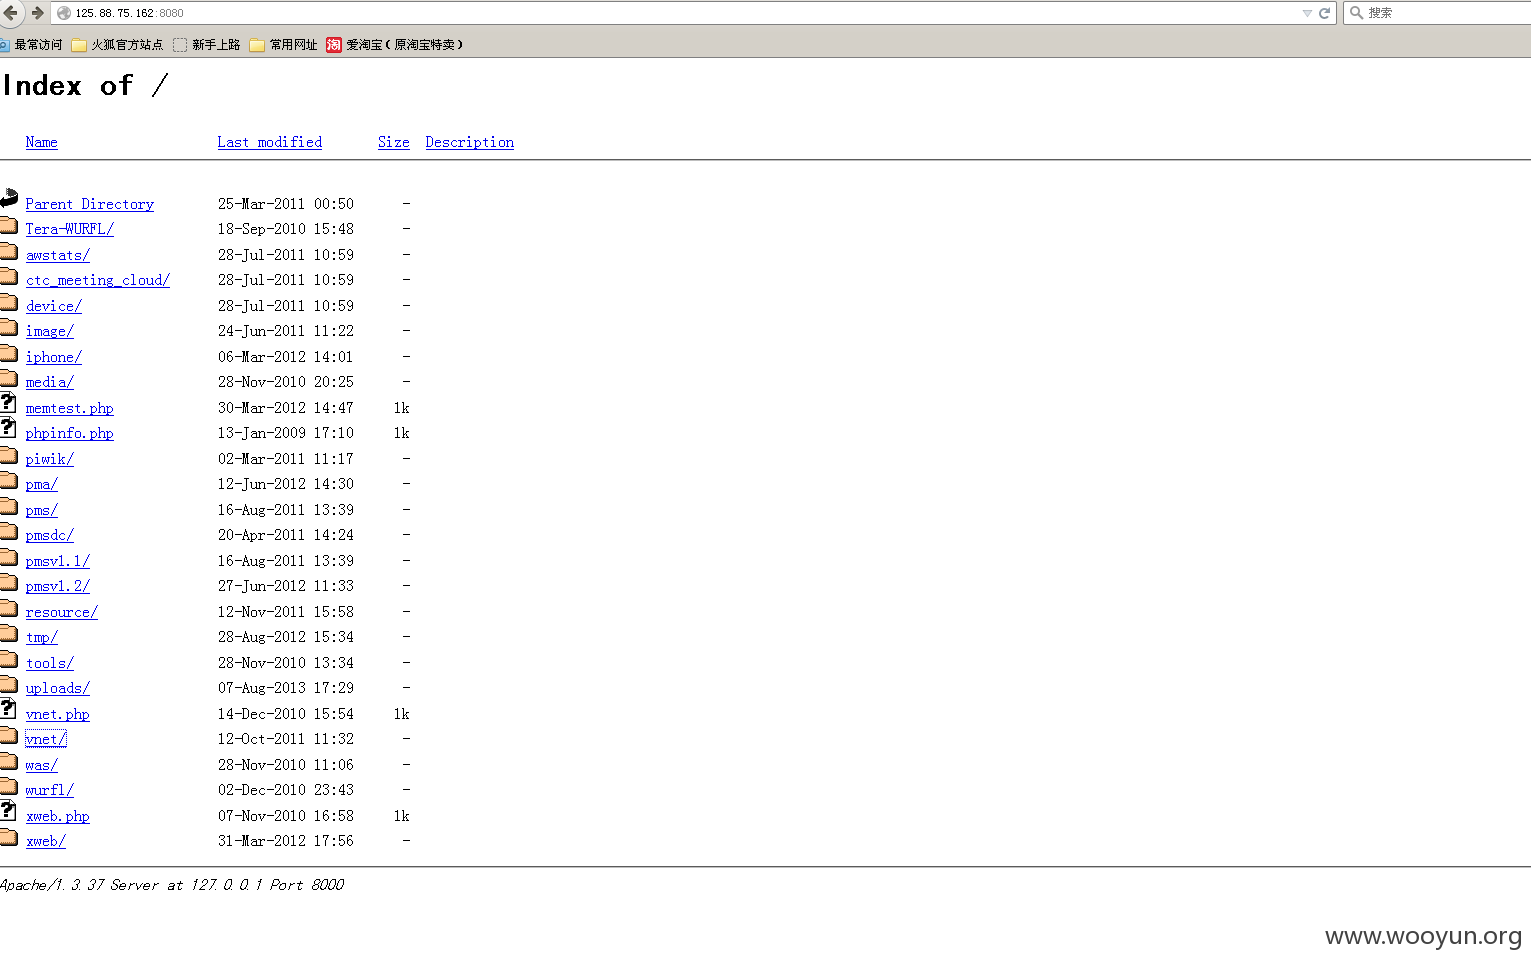 125.88.75.162:8080
搜索
最常访问 火狐官方站点 新手上路 常用网址 淘 爱淘宝（原淘宝特卖）
Index of /
Name Last modified Size Description
Parent Directory 25-Mar-2011 00:50 -
Tera-WURFL/ 18-Sep-2010 15:48 -
awstats/ 28-Jul-2011 10:59 -
ctc_meeting_cloud/ 28-Jul-2011 10:59 -
device/ 28-Jul-2011 10:59 -
image/ 24-Jun-2011 11:22 -
iphone/ 06-Mar-2012 14:01 -
media/ 28-Nov-2010 20:25 -
memtest.php 30-Mar-2012 14:47 1k
phpinfo.php 13-Jan-2009 17:10 1k
piwik/ 02-Mar-2011 11:17 -
pma/ 12-Jun-2012 14:30 -
pms/ 16-Aug-2011 13:39 -
pmsdc/ 20-Apr-2011 14:24 -
pmsv1.1/ 16-Aug-2011 13:39 -
pmsv1.2/ 27-Jun-2012 11:33 -
resource/ 12-Nov-2011 15:58 -
tmp/ 28-Aug-2012 15:34 -
tools/ 28-Nov-2010 13:34 -
uploads/ 07-Aug-2013 17:29 -
vnet.php 14-Dec-2010 15:54 1k
vnet/ 12-Oct-2011 11:32 -
was/ 28-Nov-2010 11:06 -
wurfl/ 02-Dec-2010 23:43 -
xweb.php 07-Nov-2010 16:58 1k
xweb/ 31-Mar-2012 17:56 -
Apache/1.3.37 Server at 127.0.0.1 Port 8000
www.wooyun.org